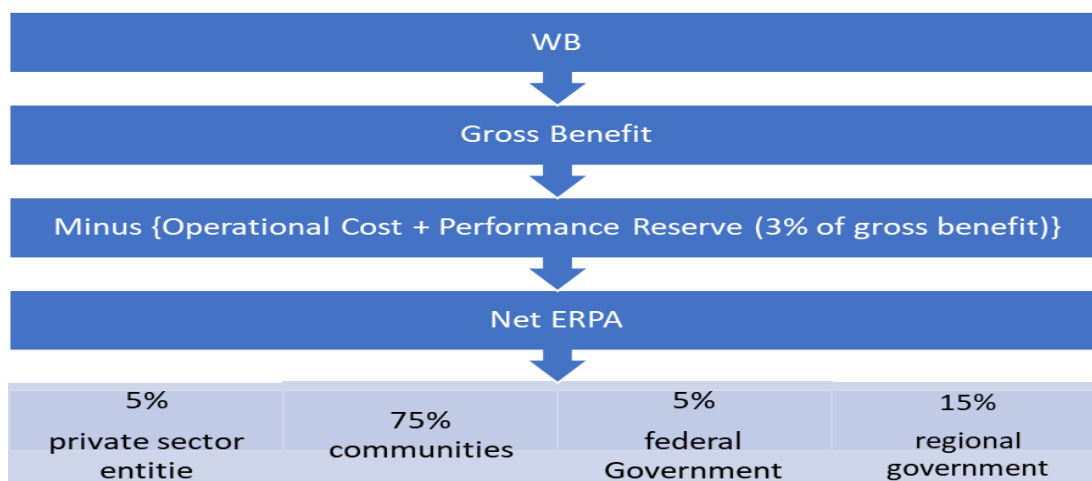 WB
Gross Benefit
Minus {Operational Cost + Performance Reserve (3% of gross benefit)}
Net ERPA
5%
private sector
entitie
75%
communities
5%
federal
Government
15%
regional
government